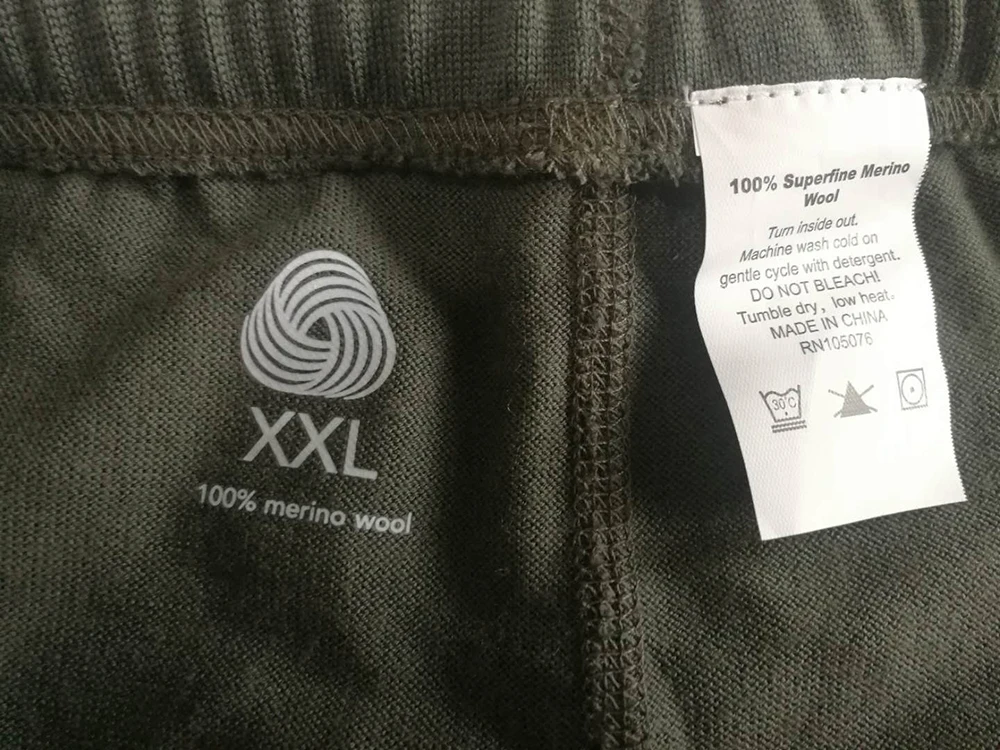 XXL
100% merino wool
100% Superfine Merino
Wool
Turn inside out.
Machine wash cold on
gentle cycle with detergent.
DO NOT BLEACH!
Tumble dry, low heat.
MADE IN CHINA
RN105076
30°C